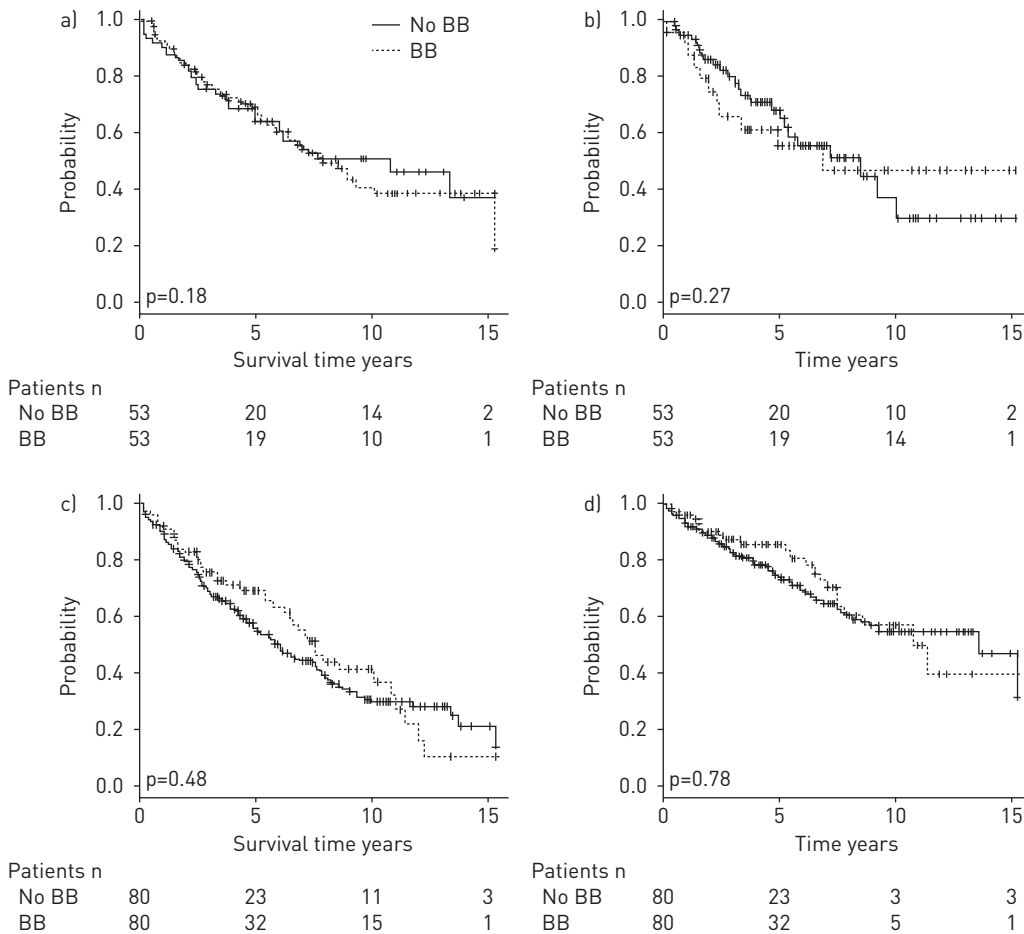 a)
No BB
BB
1.0
0.8
0.6
0.4
0.2
0.0
Probability
p=0.18
0 5 10 15
Survival time years
Patients n
No BB 53 20 14 2
BB 53 19 10 1
b)
1.0
0.8
0.6
0.4
0.2
0.0
Probability
p=0.27
0 5 10 15
Time years
Patients n
No BB 53 20 10 2
BB 53 19 14 1
c)
1.0
0.8
0.6
0.4
0.2
0.0
Probability
p=0.48
0 5 10 15
Survival time years
Patients n
No BB 80 23 11 3
BB 80 32 15 1
d)
1.0
0.8
0.6
0.4
0.2
0.0
Probability
p=0.78
0 5 10 15
Time years
Patients n
No BB 80 23 3 3
BB 80 32 5 1